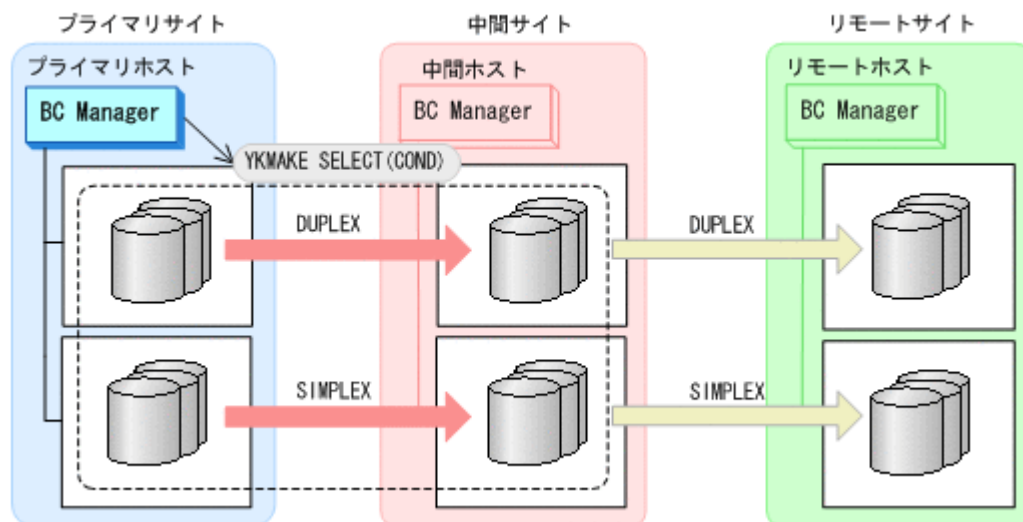 プライマリサイト
中間サイト
リモートサイト
プライマリホスト
中間ホスト
リモートホスト
BC Manager
BC Manager
BC Manager
YKMAKE SELECT(COND)
DUPLEX
DUPLEX
SIMPLEX
SIMPLEX